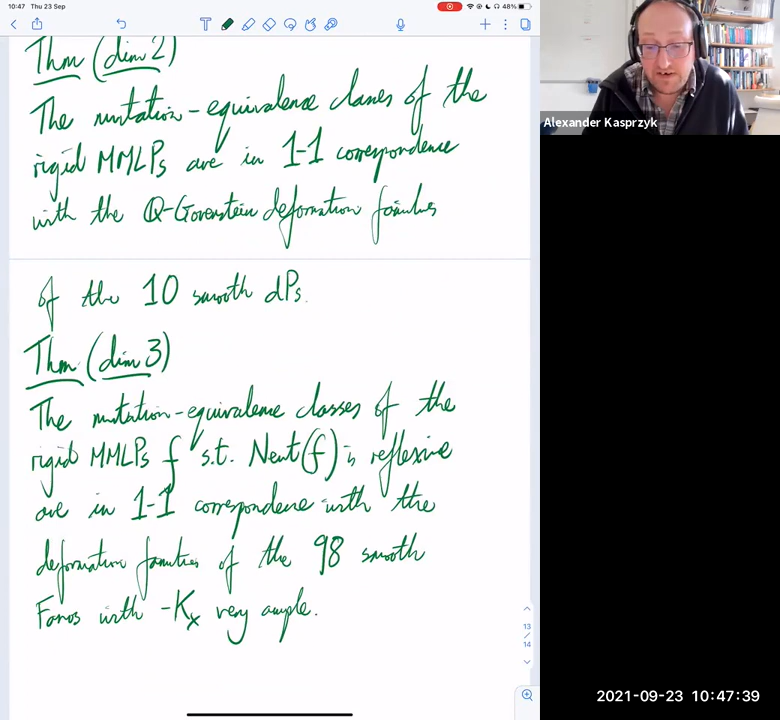 10:47 Thu 23 Sep
48%
Thm (dim 2)
The mutation-equivalence classes of the
rigid MMLPs are in 1-1 correspondence
with the Q-Gorenstein deformation families
of the 10 smooth dPs.
Thm (dim 3)
The mutation-equivalence classes of the
rigid MMLPs f s.t. Newt(f) is reflexive
are in 1-1 correspondence with the
deformation families of the 98 smooth
Fanos with -Kx very ample.
13
/
14
Alexander Kasprzyk
2021-09-23 10:47:39